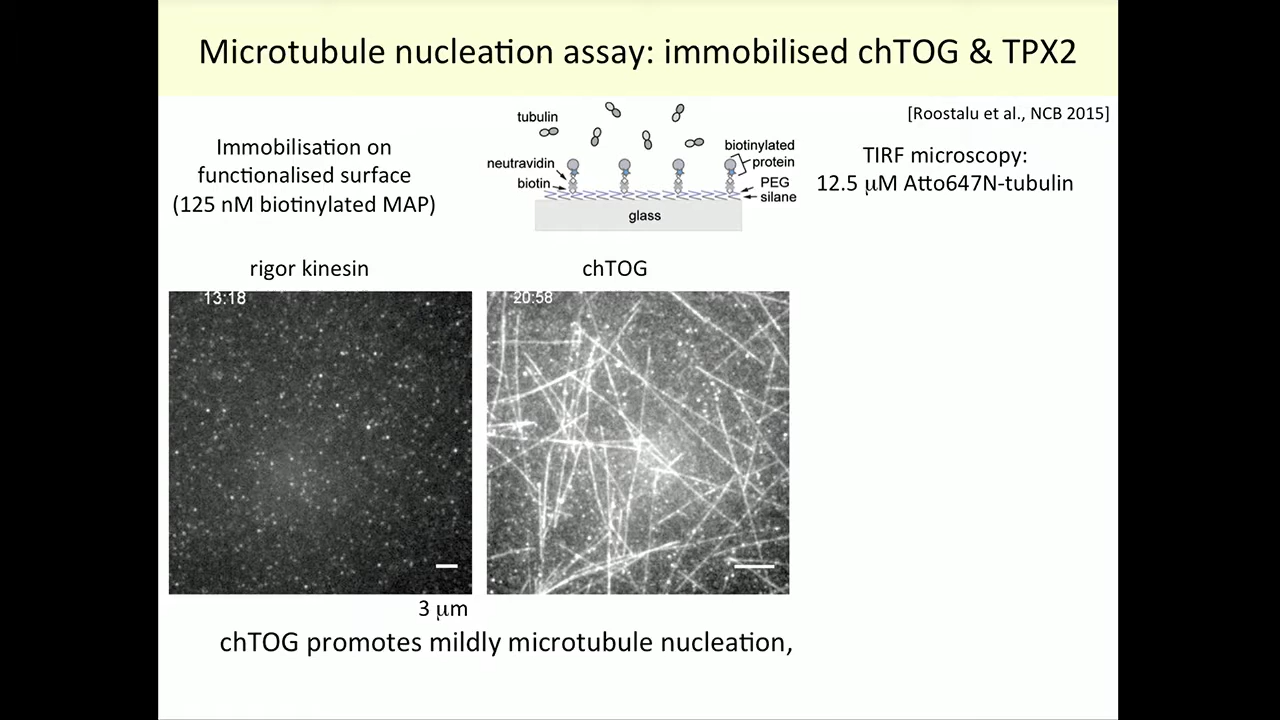 Microtubule nucleation assay: immobilised chTOG & TPX2
[Roostalu et al., NCB 2015]
Immobilisation on
functionalised surface
(125 nM biotinylated MAP)
tubulin
neutravidin
biotin
biotinylated
protein
PEG
silane
glass
TIRF microscopy:
12.5 μM Atto647N-tubulin
rigor kinesin
chTOG
13:18
20:58
3 μm
chTOG promotes mildly microtubule nucleation,